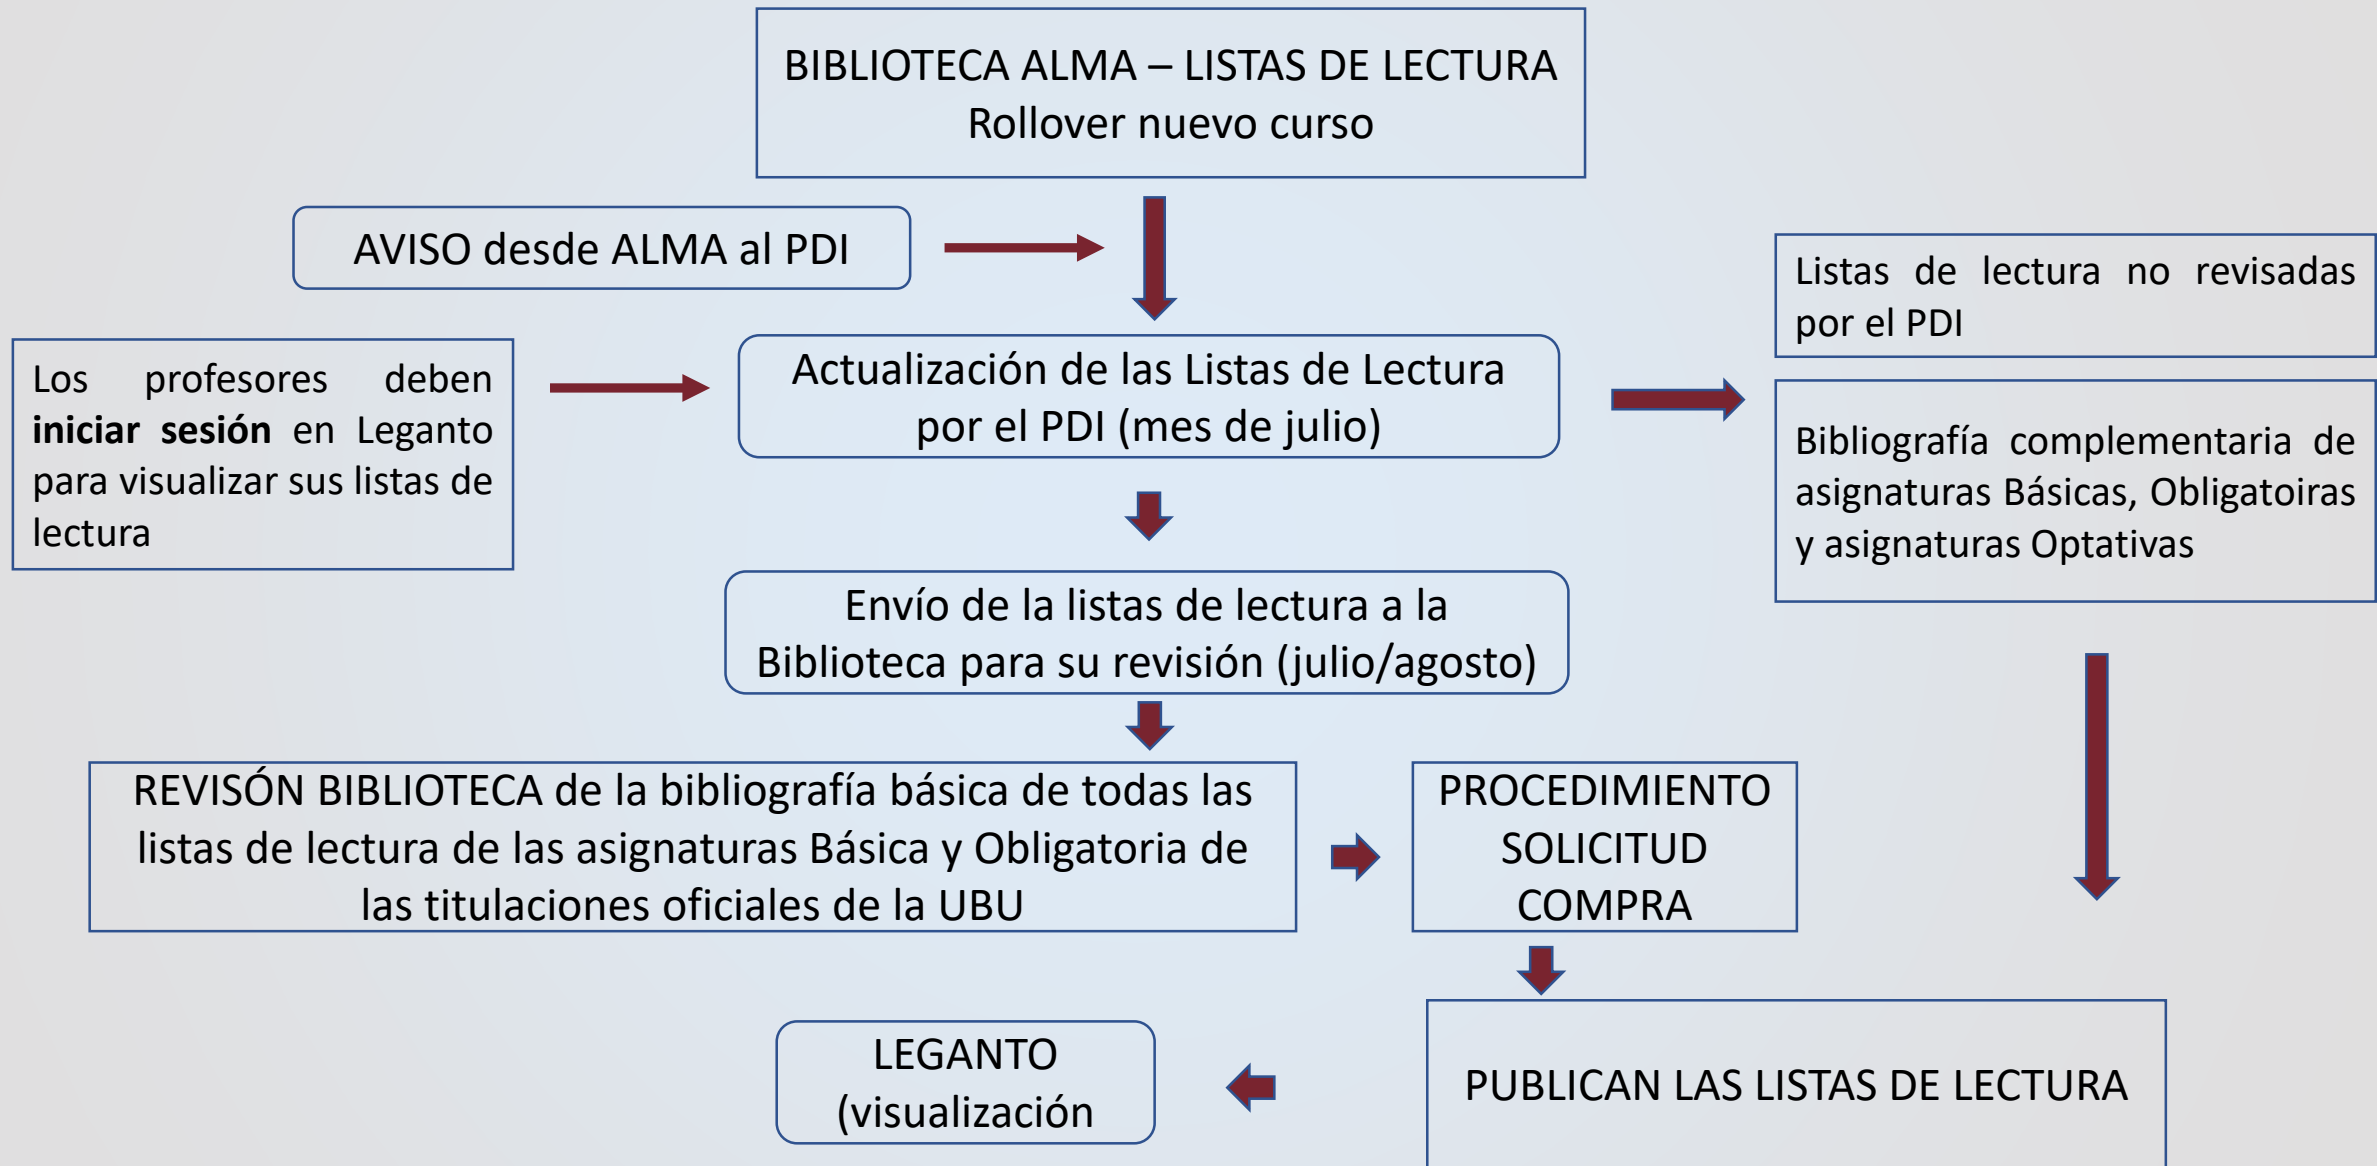 BIBLIOTECA ALMA – LISTAS DE LECTURA
Rollover nuevo curso
AVISO desde ALMA al PDI
Listas de lectura no revisadas
por el PDI
Los profesores deben
iniciar sesión en Leganto
para visualizar sus listas de
lectura
Actualización de las Listas de Lectura
por el PDI (mes de julio)
Bibliografía complementaria de
asignaturas Básicas, Obligatoiras
y asignaturas Optativas
Envío de la listas de lectura a la
Biblioteca para su revisión (julio/agosto)
REVISÓN BIBLIOTECA de la bibliografía básica de todas las
listas de lectura de las asignaturas Básica y Obligatoria de
las titulaciones oficiales de la UBU
PROCEDIMIENTO
SOLICITUD
COMPRA
LEGANTO
(visualización
PUBLICAN LAS LISTAS DE LECTURA